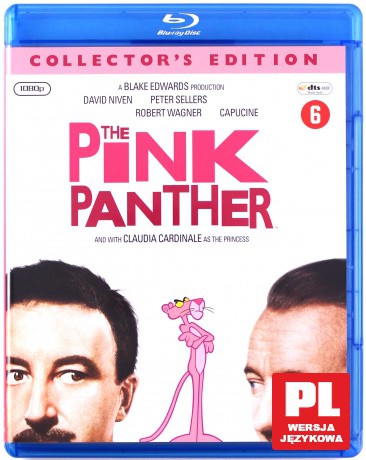 Blu-ray Disc
COLLECTOR'S EDITION
1080p
dts-HD
A BLAKE EDWARDS PRODUCTION
DAVID NIVEN PETER SELLERS
ROBERT WAGNER CAPUCINE
6
THE
PINK
PANTHER
AND WITH CLAUDIA CARDINALE AS THE PRINCESS
PL
WERSJA
JĘZYKOWA